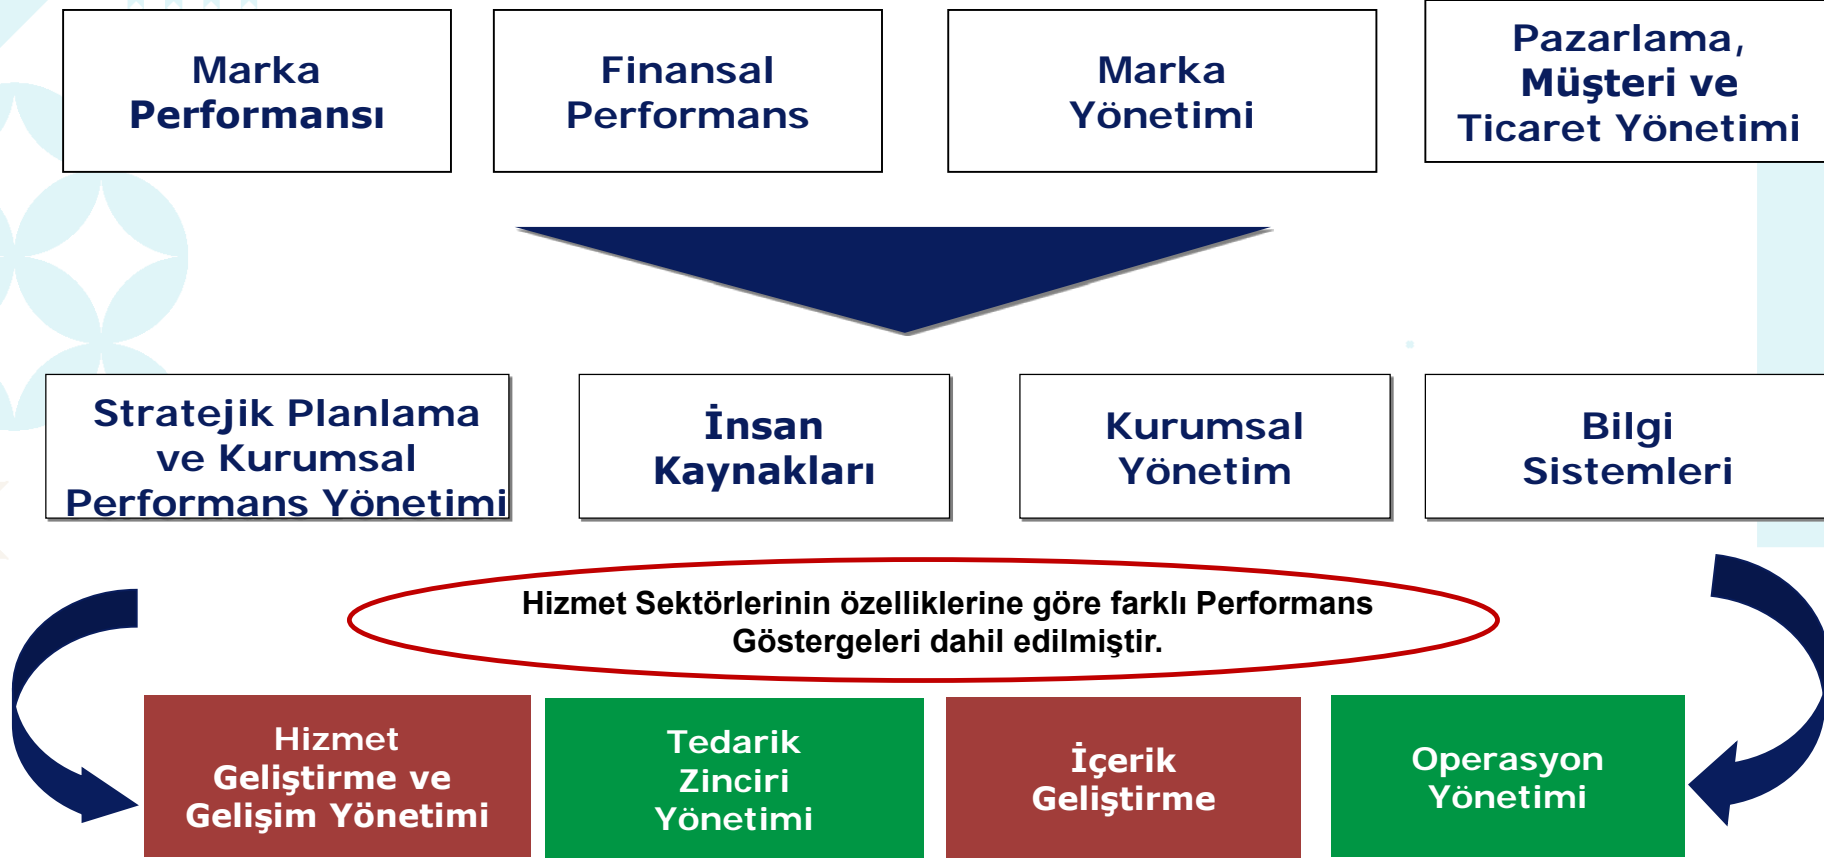 Marka
Performansı
Finansal
Performans
Marka
Yönetimi
Pazarlama,
Müşteri ve
Ticaret Yönetimi
Stratejik Planlama
ve Kurumsal
Performans Yönetimi
İnsan
Kaynakları
Kurumsal
Yönetim
Bilgi
Sistemleri
Hizmet Sektörlerinin özelliklerine göre farklı Performans
Göstergeleri dahil edilmiştir.
Hizmet
Geliştirme ve
Gelişim Yönetimi
Tedarik
Zinciri
Yönetimi
İçerik
Geliştirme
Operasyon
Yönetimi